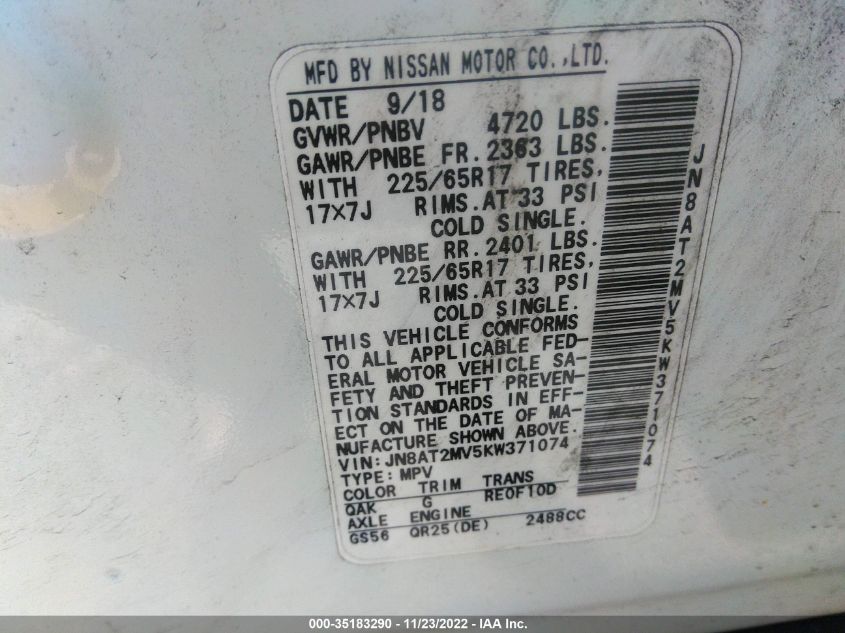 MFD BY NISSAN MOTOR CO.,LTD.
DATE 9/18
GVWR/PNBV 4720 LBS.
GAWR/PNBE FR. 2363 LBS.
WITH 225/65R17 TIRES,
17X7J RIMS.AT 33 PSI
COLD SINGLE.
GAWR/PNBE RR. 2401 LBS.
WITH 225/65R17 TIRES,
17X7J RIMS.AT 33 PSI
COLD SINGLE.
THIS VEHICLE CONFORMS
TO ALL APPLICABLE FED-
ERAL MOTOR VEHICLE SA-
FETY AND THEFT PREVEN-
TION STANDARDS IN EFF-
ECT ON THE DATE OF MA-
NUFACTURE SHOWN ABOVE.
VIN:JN8AT2MV5KW371074
TYPE:MPV
COLOR TRIM TRANS
QAK G RE0F10D
AXLE ENGINE
GS56 QR25(DE) 2488CC
JN8AT2MV5KW371074
000-35183290 - 11/23/2022 - IAA Inc.